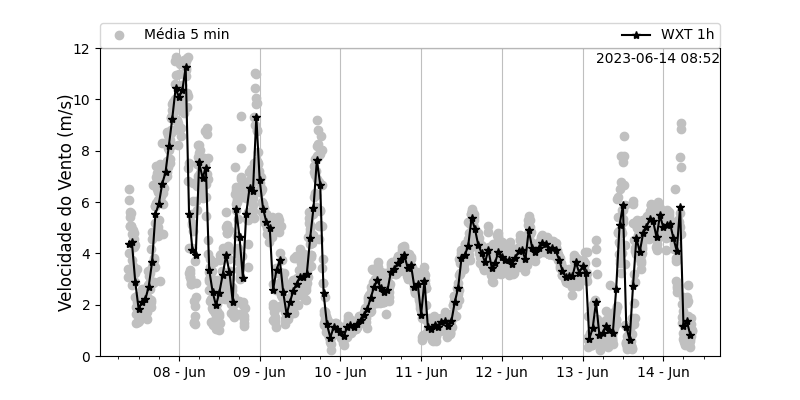 Média 5 min
WXT 1h
2023-06-14 08:52
Velocidade do Vento (m/s)
12
10
8
6
4
2
0
08 - Jun
09 - Jun
10 - Jun
11 - Jun
12 - Jun
13 - Jun
14 - Jun